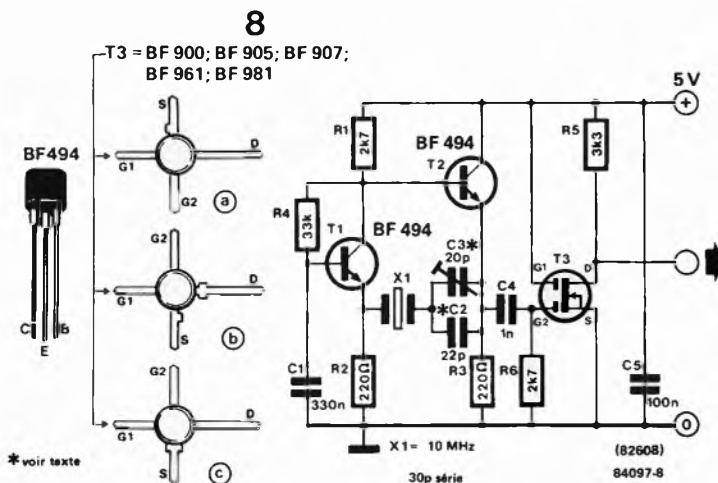 8
T3 = BF 900; BF 905; BF 907;
BF 961; BF 981
BF494
C
E
B
S
G1
D
G2
a
G2
G1
D
S
b
G2
G1
D
S
c
* voir texte
R1
2k7
R4
33k
T1
BF 494
BF 494
T2
X1
C3*
20p
*C2
22p
C4
1n
C1
330n
R2
220Ω
R3
220Ω
R6
2k7
G1
G2
T3
D
S
R5
3k3
C5
100n
5 V
+
0
X1 = 10 MHz
30p série
(82608)
84097-8